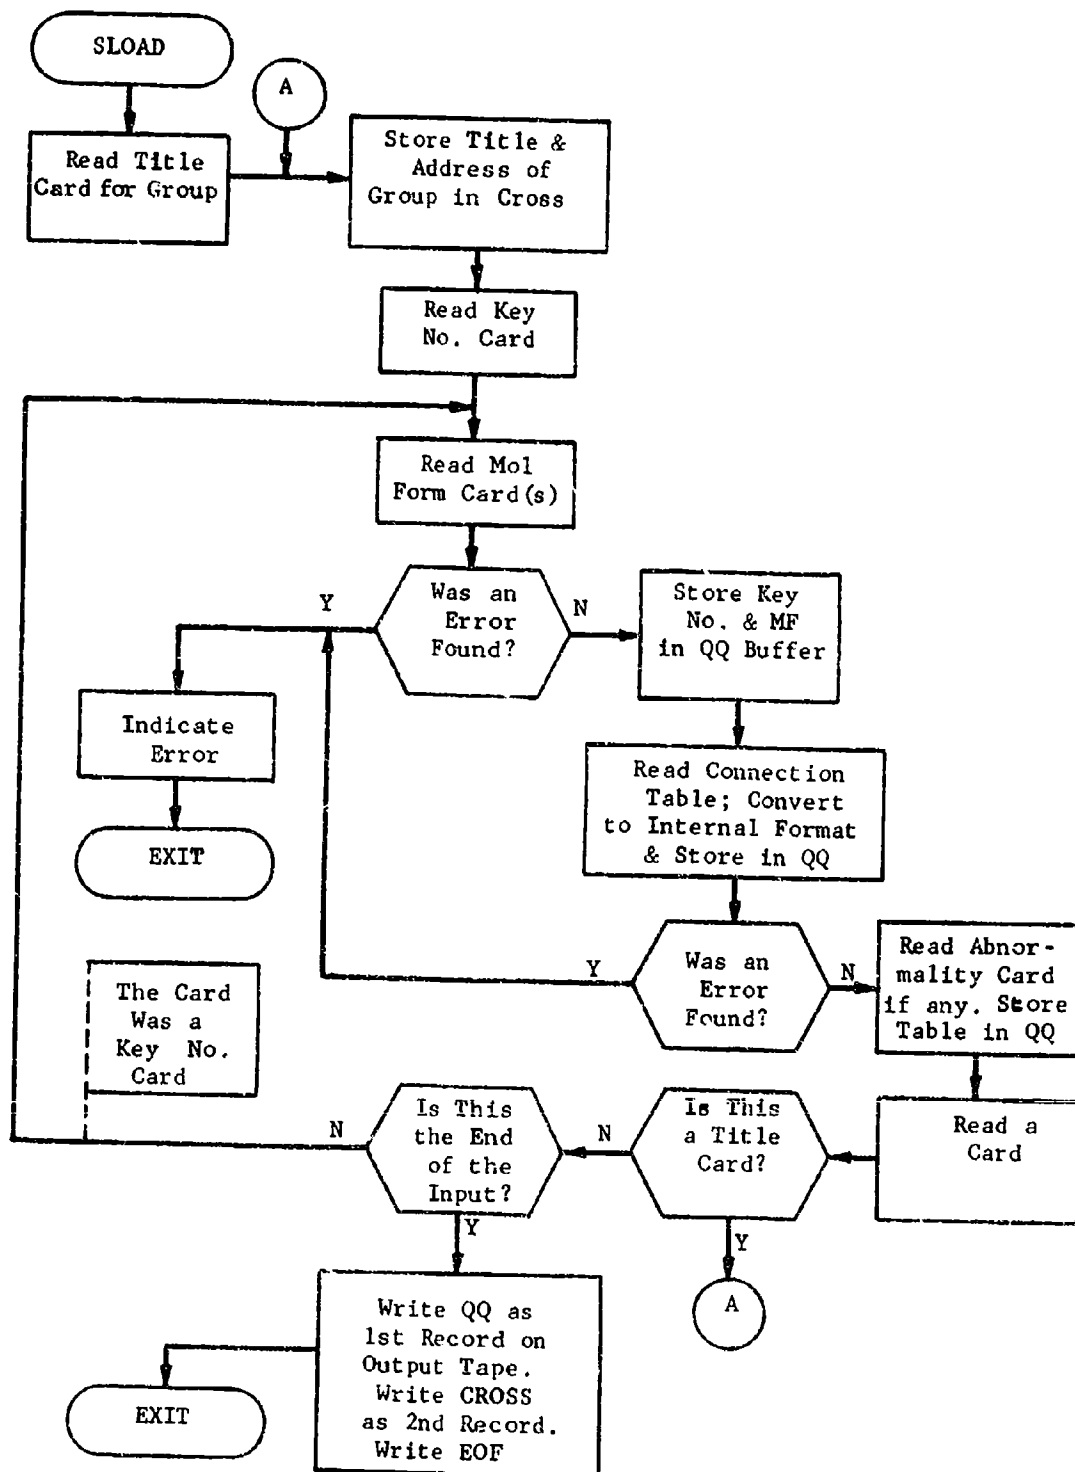 SLOAD
A
Read Title
Card for Group
Store Title &
Address of
Group in Cross
Read Key
No. Card
Read Mol
Form Card(s)
Was an
Error
Found?
Y
N
Store Key
No. & MF
in QQ Buffer
Indicate
Error
EXIT
Read Connection
Table; Convert
to Internal Format
& Store in QQ
Was an
Error
Found?
Y
N
Read Abnor-
mality Card
if any. Store
Table in QQ
The Card
Was a
Key No.
Card
Read a
Card
Is This
a Title
Card?
N
Y
A
Is This
the End
of the
Input?
N
Y
Write QQ as
1st Record on
Output Tape.
Write CROSS
as 2nd Record.
Write EOF
EXIT